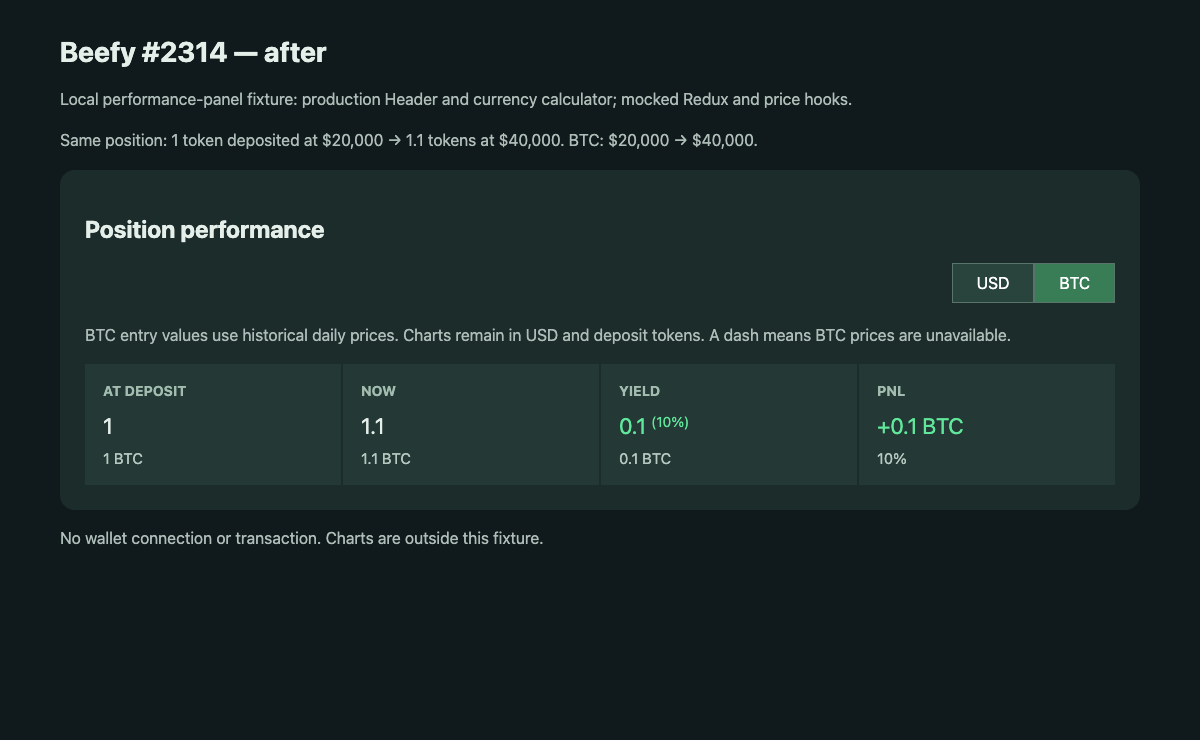 Beefy #2314 — after
Local performance-panel fixture: production Header and currency calculator; mocked Redux and price hooks.
Same position: 1 token deposited at $20,000 → 1.1 tokens at $40,000. BTC: $20,000 → $40,000.
Position performance
USD BTC
BTC entry values use historical daily prices. Charts remain in USD and deposit tokens. A dash means BTC prices are unavailable.
AT DEPOSIT NOW YIELD PNL
1 1.1 0.1 (10%) +0.1 BTC
1 BTC 1.1 BTC 0.1 BTC 10%
No wallet connection or transaction. Charts are outside this fixture.